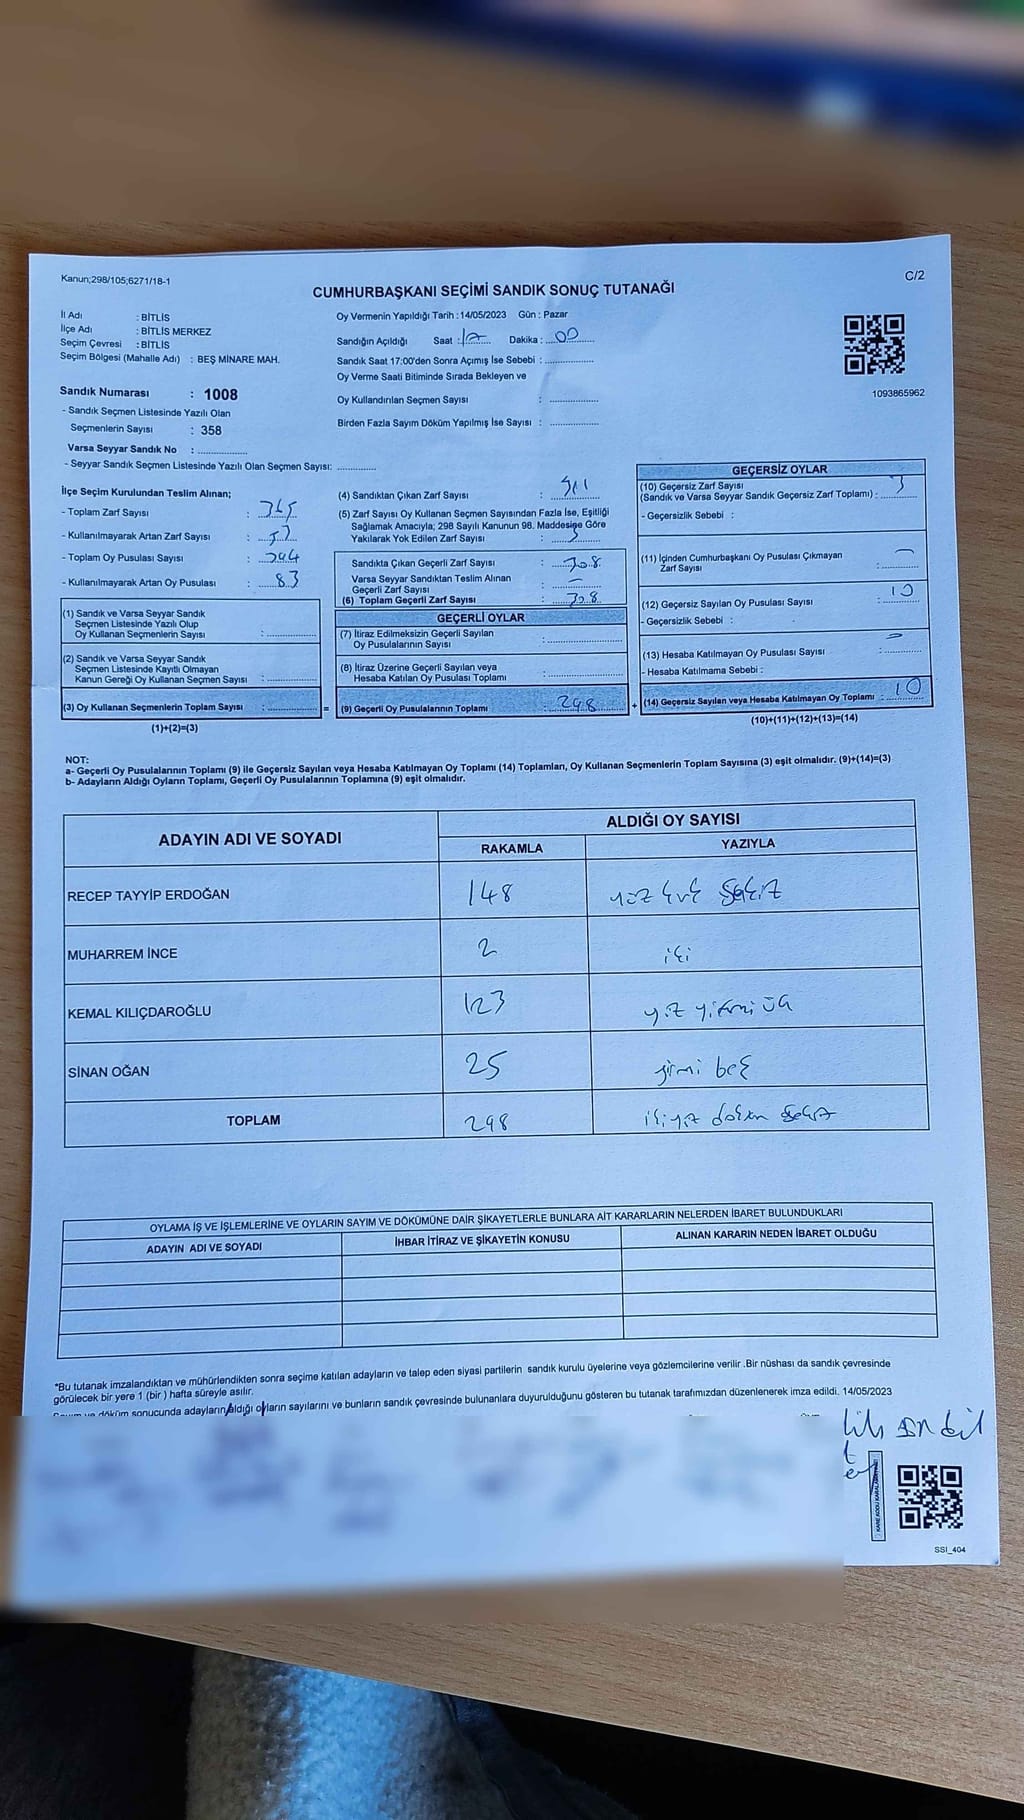 Kanun;298/105;6271/18-1
C/2
CUMHURBAŞKANI SEÇİMİ SANDIK SONUÇ TUTANAĞI
İl Adı : BİTLİS
İlçe Adı : BİTLİS MERKEZ
Seçim Çevresi : BİTLİS
Seçim Bölgesi (Mahalle Adı) : BEŞ MİNARE MAH.
Sandık Numarası : 1008
- Sandık Seçmen Listesinde Yazılı Olan
Seçmenlerin Sayısı : 358
Varsa Seyyar Sandık No : ..............
- Seyyar Sandık Seçmen Listesinde Yazılı Olan Seçmen Sayısı: ............
Oy Vermenin Yapıldığı Tarih : 14/05/2023 Gün : Pazar
Sandığın Açıldığı Saat : 17 Dakika : 00
Sandık Saat 17:00'den Sonra Açımış İse Sebebi : ..............
Oy Verme Saati Bitiminde Sırada Bekleyen ve
Oy Kullandırılan Seçmen Sayısı : ..............
Birden Fazla Sayım Döküm Yapılmış İse Sayısı : ..............
1093865962
İlçe Seçim Kurulundan Teslim Alınan;
- Toplam Zarf Sayısı : 365
- Kullanılmayarak Artan Zarf Sayısı :
- Toplam Oy Pusulası Sayısı :
- Kullanılmayarak Artan Oy Pusulası : 83
(1) Sandık ve Varsa Seyyar Sandık
Seçmen Listesinde Yazılı Olup
Oy Kullanan Seçmenlerin Sayısı : ..............
(2) Sandık ve Varsa Seyyar Sandık
Seçmen Listesinde Kayıtlı Olmayan
Kanun Gereği Oy Kullanan Seçmen Sayısı : ..............
(3) Oy Kullanan Seçmenlerin Toplam Sayısı : .............. =
(1)+(2)=(3)
(4) Sandıktan Çıkan Zarf Sayısı : 311
(5) Zarf Sayısı Oy Kullanan Seçmen Sayısından Fazla İse, Eşitliği
Sağlamak Amacıyla; 298 Sayılı Kanunun 98. Maddesine Göre
Yakılarak Yok Edilen Zarf Sayısı : 3
Sandıkta Çıkan Geçerli Zarf Sayısı : 308
Varsa Seyyar Sandıktan Teslim Alınan
Geçerli Zarf Sayısı : –
(6) Toplam Geçerli Zarf Sayısı : 308
GEÇERLİ OYLAR
(7) İtiraz Edilmeksizin Geçerli Sayılan
Oy Pusulalarının Sayısı : ..............
(8) İtiraz Üzerine Geçerli Sayılan veya
Hesaba Katılan Oy Pusulası Toplamı : ..............
(9) Geçerli Oy Pusulalarının Toplamı : 298 +
GEÇERSİZ OYLAR
(10) Geçersiz Zarf Sayısı
(Sandık ve Varsa Seyyar Sandık Geçersiz Zarf Toplamı) : 3
- Geçersizlik Sebebi :
(11) İçinden Cumhurbaşkanı Oy Pusulası Çıkmayan
Zarf Sayısı : –
(12) Geçersiz Sayılan Oy Pusulası Sayısı : 10
- Geçersizlik Sebebi :
(13) Hesaba Katılmayan Oy Pusulası Sayısı :
- Hesaba Katılmama Sebebi :
(14) Geçersiz Sayılan veya Hesaba Katılmayan Oy Toplamı : 10
(10)+(11)+(12)+(13)=(14)
NOT:
a- Geçerli Oy Pusulalarının Toplamı (9) ile Geçersiz Sayılan veya Hesaba Katılmayan Oy Toplamı (14) Toplamları, Oy Kullanan Seçmenlerin Toplam Sayısına (3) eşit olmalıdır. (9)+(14)=(3)
b- Adayların Aldığı Oyların Toplamı, Geçerli Oy Pusulalarının Toplamına (9) eşit olmalıdır.
ADAYIN ADI VE SOYADI
ALDIĞI OY SAYISI
RAKAMLA YAZIYLA
RECEP TAYYİP ERDOĞAN 148 yüz kırk sekiz
MUHARREM İNCE 2 iki
KEMAL KILIÇDAROĞLU 123 yüz yirmi üç
SİNAN OĞAN 25 yirmi beş
TOPLAM 298 ikiyüz doksan sekiz
OYLAMA İŞ VE İŞLEMLERİNE VE OYLARIN SAYIM VE DÖKÜMÜNE DAİR ŞİKAYETLERLE BUNLARA AİT KARARLARIN NELERDEN İBARET BULUNDUKLARI
ADAYIN ADI VE SOYADI İHBAR İTİRAZ VE ŞİKAYETİN KONUSU ALINAN KARARIN NEDEN İBARET OLDUĞU
*Bu tutanak imzalandıktan ve mühürlendikten sonra seçime katılan adayların ve talep eden siyasi partilerin sandık kurulu üyelerine veya gözlemcilerine verilir .Bir nüshası da sandık çevresinde
görülecek bir yere 1 (bir ) hafta süreyle asılır.
Sayım ve döküm sonucunda adayların aldığı oyların sayılarını ve bunların sandık çevresinde bulunanlara duyurulduğunu gösteren bu tutanak tarafımızdan düzenlenerek imza edildi. 14/05/2023
SSI_404